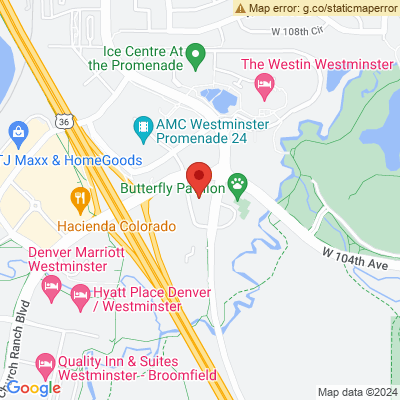 Map error: g.co/staticmaperror
W 108th Cir
Ice Centre At
the Promenade
The Westin Westminster
36
AMC Westminster
Promenade 24
TJ Maxx & HomeGoods
Butterfly Pavilion
Hacienda Colorado
W 104th Ave
Denver Marriott
Westminster
Hyatt Place Denver
/ Westminster
Church Ranch Blvd
Quality Inn & Suites
Westminster - Broomfield
Google
Map data ©2024